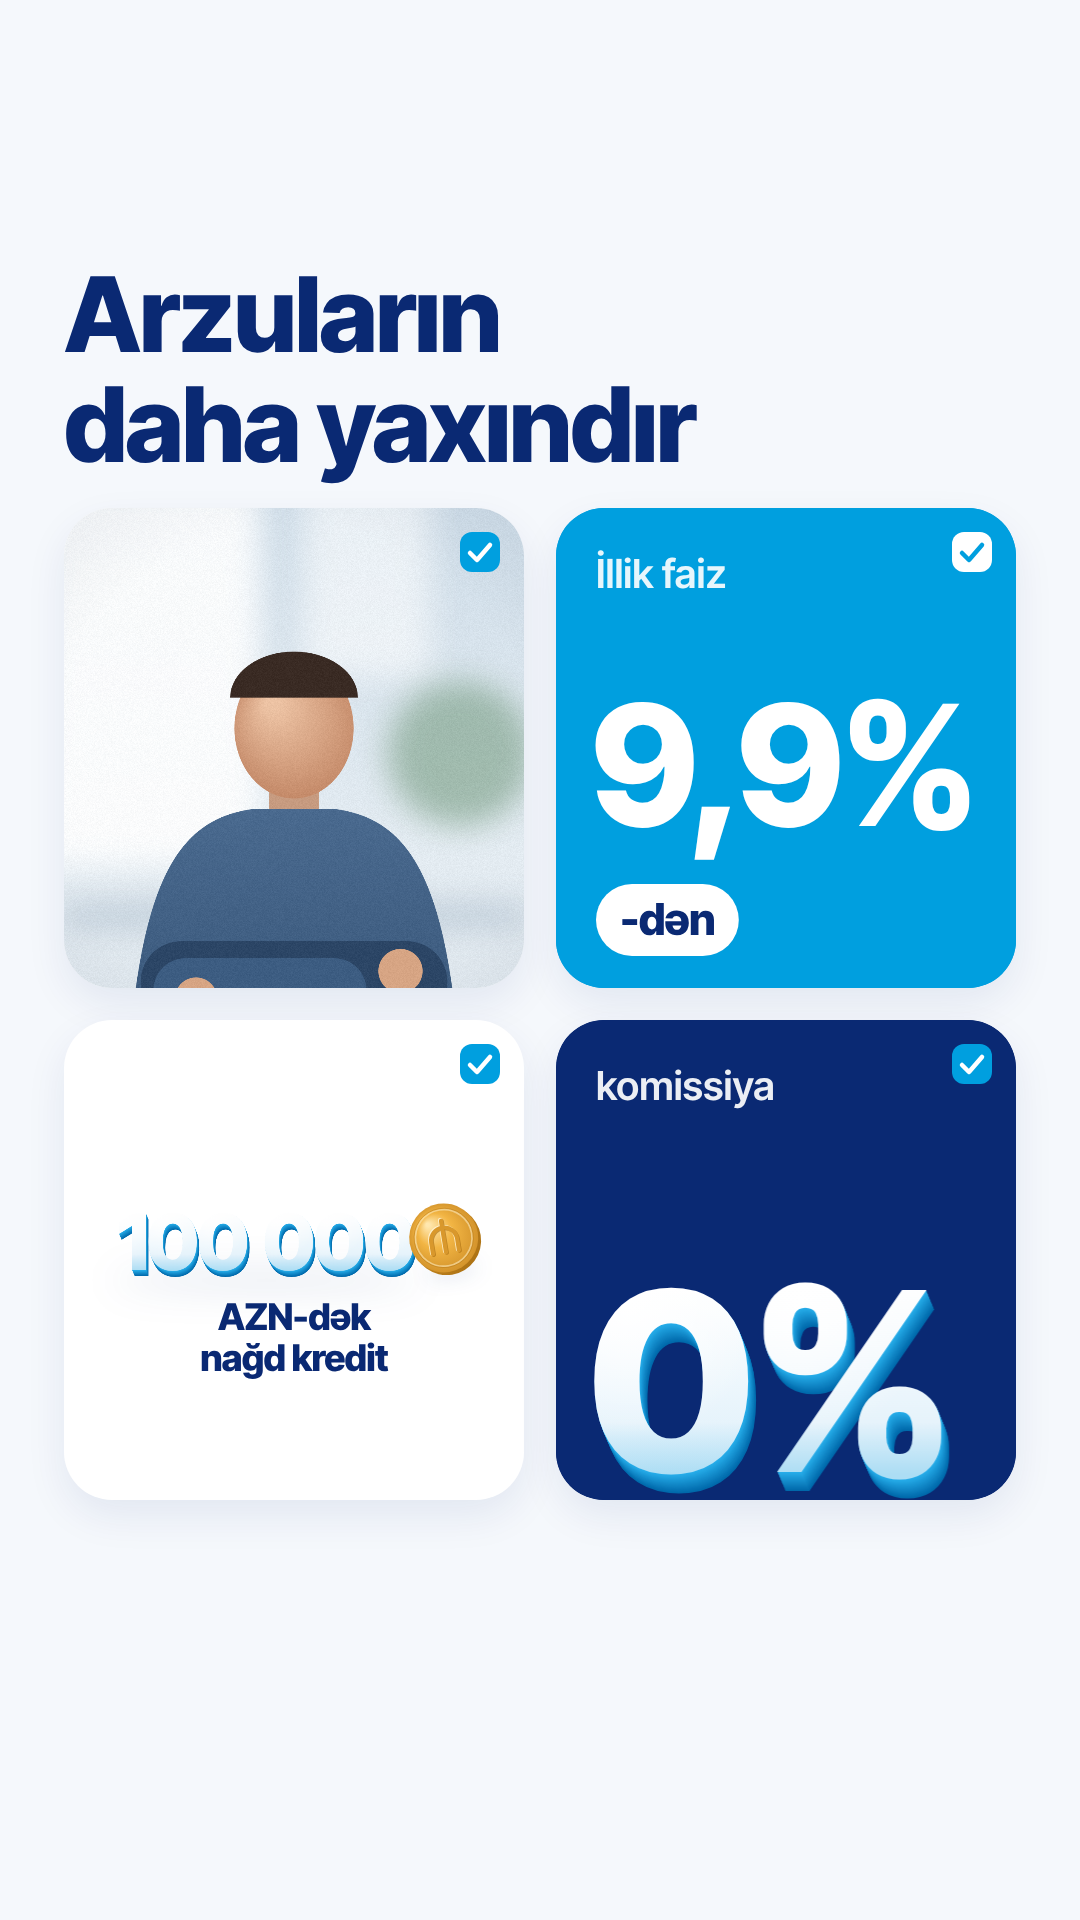 Arzuların
daha yaxındır
İllik faiz
9,9%
-dən
100 000
AZN-dək
nağd kredit
komissiya
0%